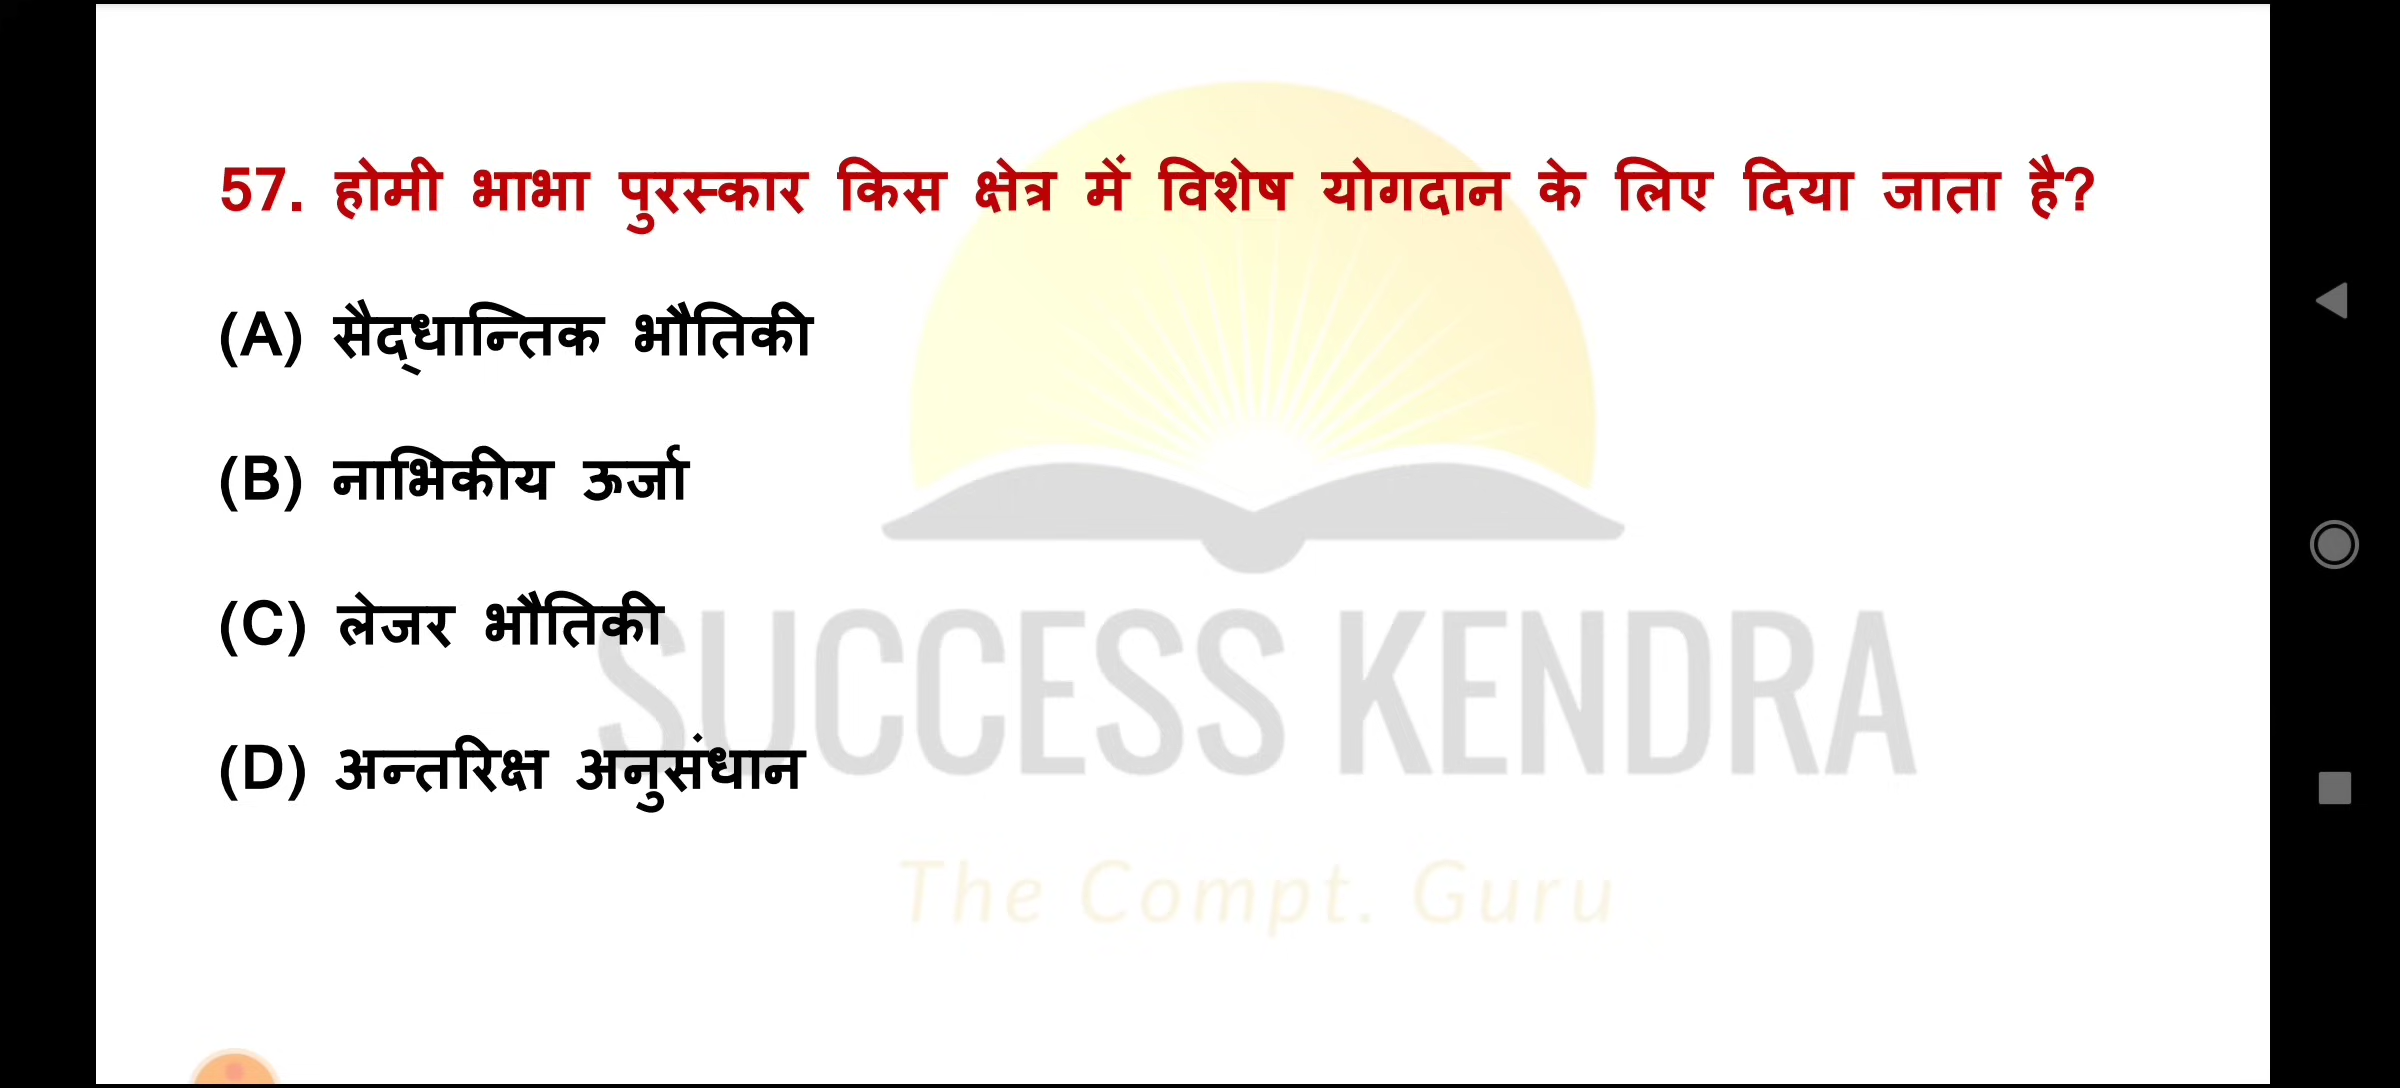 57. होमी भाभा पुरस्कार किस क्षेत्र में विशेष योगदान के लिए दिया जाता है?
(A) सैद्धान्तिक भौतिकी
(B) नाभिकीय ऊर्जा
(C) लेजर भौतिकी
(D) अन्तरिक्ष अनुसंधान
SUCCESS KENDRA
The Compt. Guru